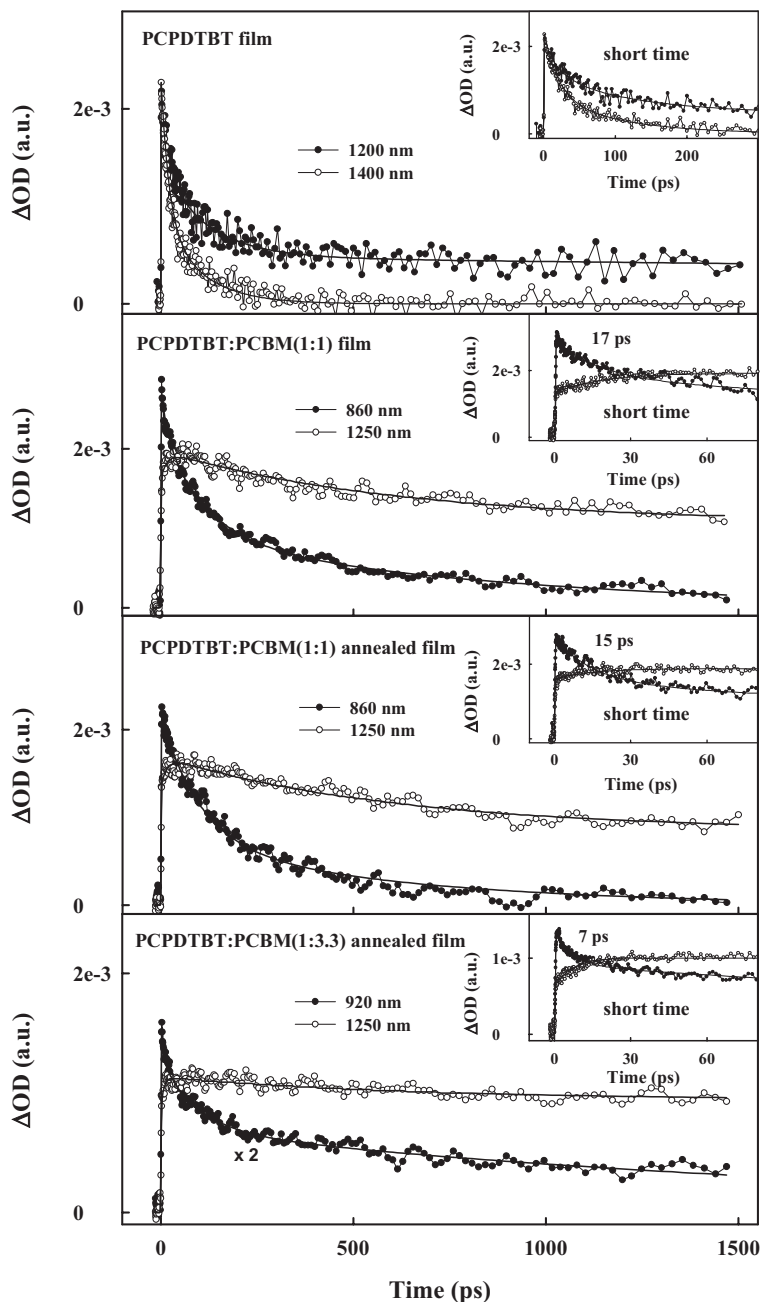 PCPDTBT film
short time
2e-3
0
ΔOD (a.u.)
0 100 200
Time (ps)
1200 nm
1400 nm
2e-3
0
ΔOD (a.u.)
PCPDTBT:PCBM(1:1) film
17 ps
short time
2e-3
0
ΔOD (a.u.)
0 30 60
Time (ps)
860 nm
1250 nm
2e-3
0
ΔOD (a.u.)
PCPDTBT:PCBM(1:1) annealed film
15 ps
short time
2e-3
0
ΔOD (a.u.)
0 30 60
Time (ps)
860 nm
1250 nm
2e-3
0
ΔOD (a.u.)
PCPDTBT:PCBM(1:3.3) annealed film
7 ps
short time
1e-3
0
ΔOD (a.u.)
0 30 60
Time (ps)
920 nm
1250 nm
x 2
2e-3
0
ΔOD (a.u.)
0 500 1000 1500
Time (ps)